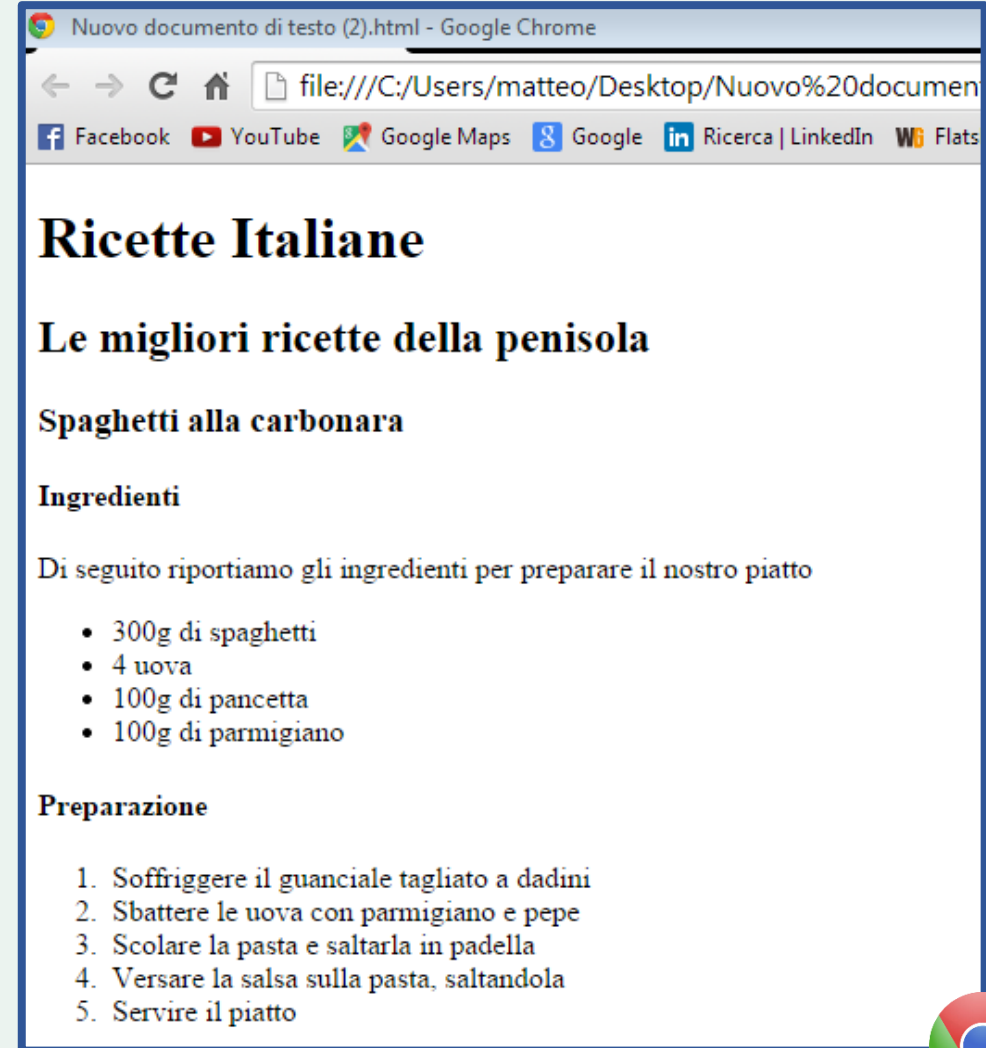 Nuovo documento di testo (2).html - Google Chrome
file:///C:/Users/matteo/Desktop/Nuovo%20documen
Facebook YouTube Google Maps Google Ricerca | LinkedIn Flats
Ricette Italiane
Le migliori ricette della penisola
Spaghetti alla carbonara
Ingredienti
Di seguito riportiamo gli ingredienti per preparare il nostro piatto
• 300g di spaghetti
• 4 uova
• 100g di pancetta
• 100g di parmigiano
Preparazione
1. Soffriggere il guanciale tagliato a dadini
2. Sbattere le uova con parmigiano e pepe
3. Scolare la pasta e saltarla in padella
4. Versare la salsa sulla pasta, saltandola
5. Servire il piatto